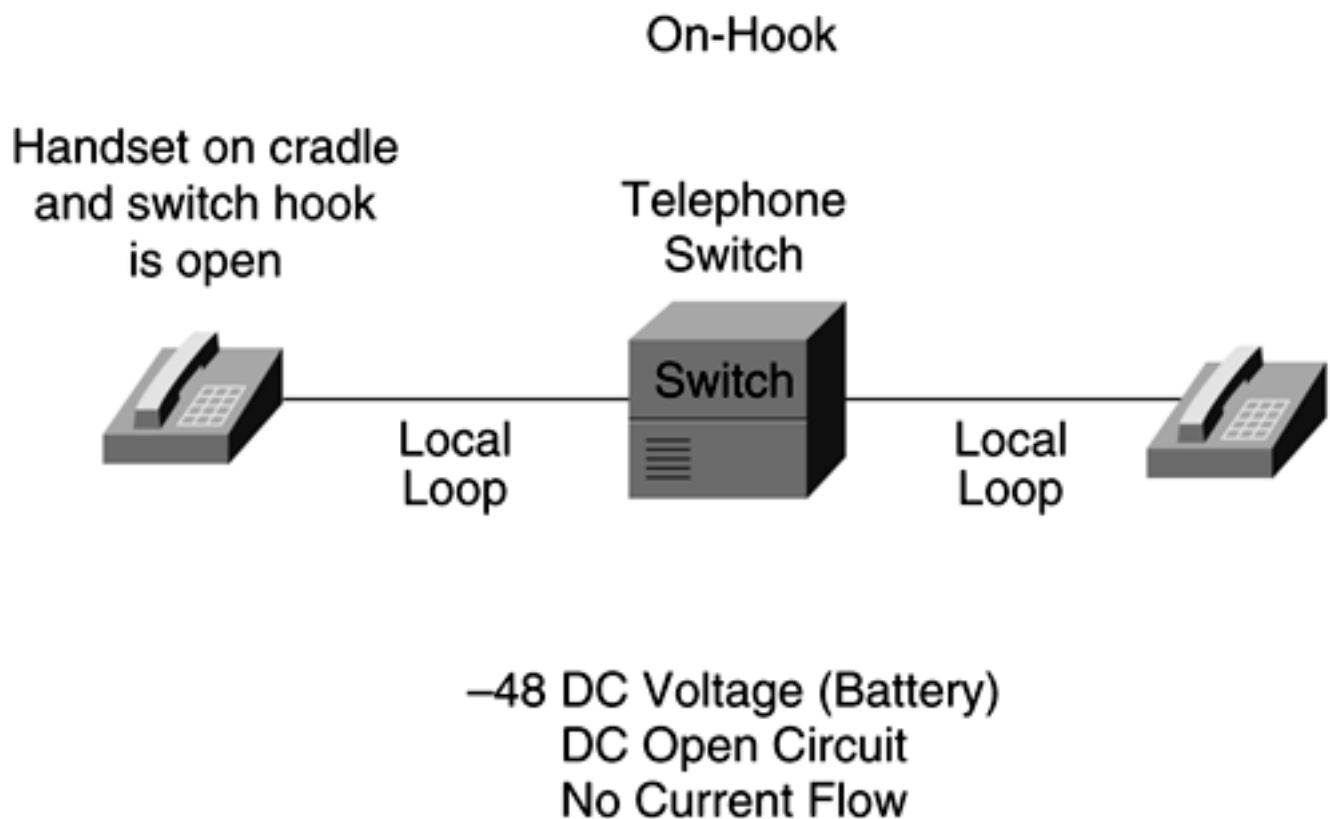 On-Hook
Handset on cradle
and switch hook
is open
Telephone
Switch
Switch
Local
Loop
Local
Loop
–48 DC Voltage (Battery)
DC Open Circuit
No Current Flow